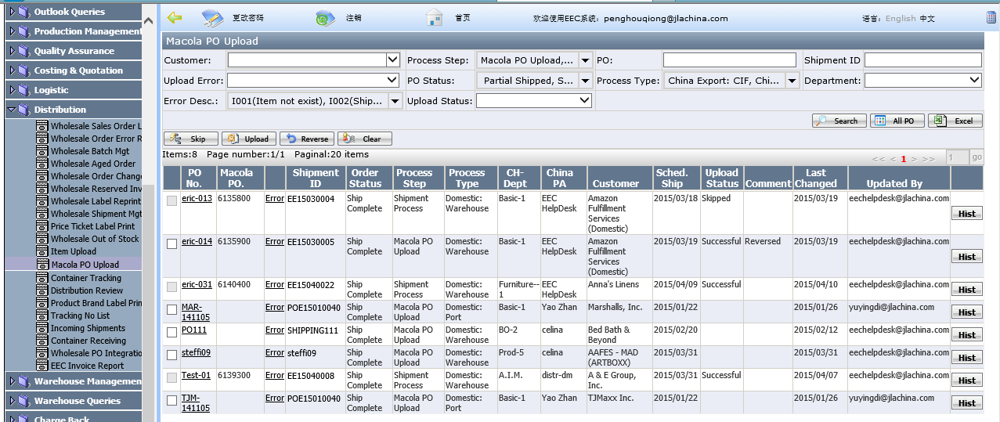 更改密码 注销 首页 欢迎使用EEC系统: penghouqiong@jlachina.com 语言: English 中文
Outlook Queries
Production Management
Quality Assurance
Costing & Quotation
Logistic
Distribution
Wholesale Sales Order L
Wholesale Order Error R
Wholesale Batch Mgt
Wholesale Aged Order
Wholesale Order Chang
Wholesale Reserved Inv
Wholesale Label Reprint
Wholesale Shipment Mgt
Price Ticket Label Print
Wholesale Out of Stock
Item Upload
Macola PO Upload
Container Tracking
Distribution Review
Product Brand Label Prin
Tracking No List
Incoming Shipments
Container Receiving
Wholesale PO Integratio
EEC Invoice Report
Warehouse Managemen
Warehouse Queries
Charge Back
Macola PO Upload
Customer: Process Step: Macola PO Upload,... PO: Shipment ID
Upload Error: PO Status: Partial Shipped, S... Process Type: China Export: CIF, Chi... Department:
Error Desc.: I001(Item not exist), I002(Ship... Upload Status:
Search All PO Excel
Skip Upload Reverse Clear
Items:8 Page number:1/1 Paginal:20 items << < 1 > >> 1 go
PO Macola Shipment Order Process Process CH- China Sched. Upload Last
No. PO. ID Status Step Type Dept PA Customer Ship Status Comment Changed Updated By
eric-013 6135800 Error EE15030004 Ship Shipment Domestic: Basic-1 EEC Amazon 2015/03/18 Skipped 2015/03/19 eechelpdesk@jlachina.com
Complete Process Warehouse HelpDesk Fulfillment
Services
(Domestic)
Hist
eric-014 6135900 Error EE15030005 Ship Macola PO Domestic: Basic-1 EEC Amazon 2015/03/19 Successful Reversed 2015/03/19 eechelpdesk@jlachina.com
Complete Upload Warehouse HelpDesk Fulfillment
Services
(Domestic)
Hist
eric-031 6140400 Error EE15040022 Ship Shipment Domestic: Furniture-- EEC Anna's Linens 2015/04/09 Successful 2015/04/10 eechelpdesk@jlachina.com
Complete Process Warehouse 1 HelpDesk Hist
MAR- Error POE15010040 Ship Macola PO Domestic: Basic-1 Yao Zhan Marshalls, Inc. 2015/01/22 2015/01/26 yuyingdi@jlachina.com
141105 Complete Upload Port Hist
PO111 Error SHIPPING111 Ship Macola PO Domestic: BO-2 celina Bed Bath & 2015/02/20 2015/02/12 eechelpdesk@jlachina.com
Complete Upload Warehouse Beyond Hist
steffi09 Error steffi09 Ship Macola PO Domestic: Prod-5 celina AAFES - MAD 2015/03/31 2015/03/31 eechelpdesk@jlachina.com
Complete Upload Warehouse (ARTBOXX) Hist
Test-01 6139300 Error EE15040008 Ship Shipment Domestic: A.I.M. distr-dm A & E Group, 2015/03/31 Successful 2015/04/07 eechelpdesk@jlachina.com
Complete Process Warehouse Inc. Hist
TJM- Error POE15010040 Ship Macola PO Domestic: Basic-1 Yao Zhan TJMaxx Inc. 2015/01/22 2015/01/26 yuyingdi@jlachina.com
141105 Complete Upload Port Hist